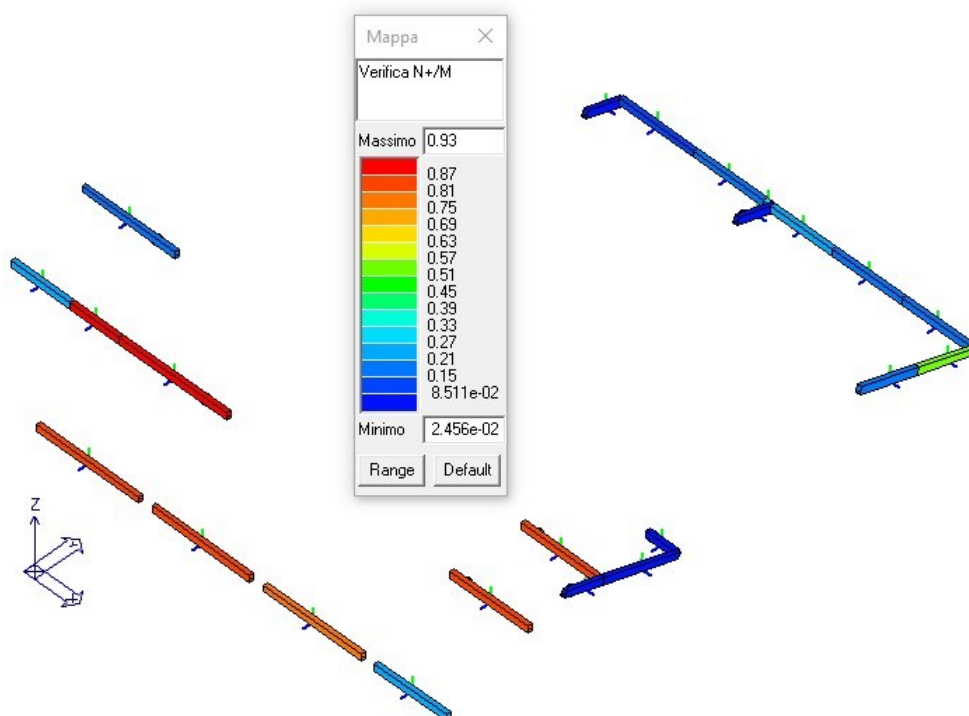 Mappa
Verifica N+/M
Massimo 0.93
0.87
0.81
0.75
0.69
0.63
0.57
0.51
0.45
0.39
0.33
0.27
0.21
0.15
8.511e-02
Minimo 2.456e-02
Range Default
Z